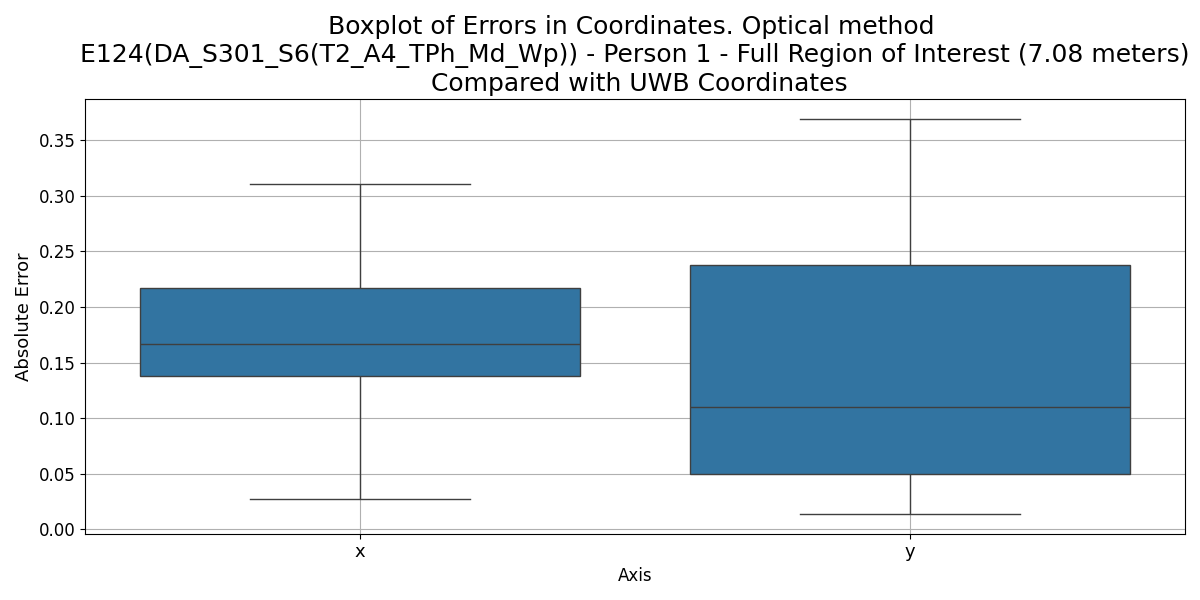 Boxplot of Errors in Coordinates. Optical method
E124(DA_S301_S6(T2_A4_TPh_Md_Wp)) - Person 1 - Full Region of Interest (7.08 meters)
Compared with UWB Coordinates
0.35
0.30
0.25
0.20
0.15
0.10
0.05
0.00
Absolute Error
x
y
Axis